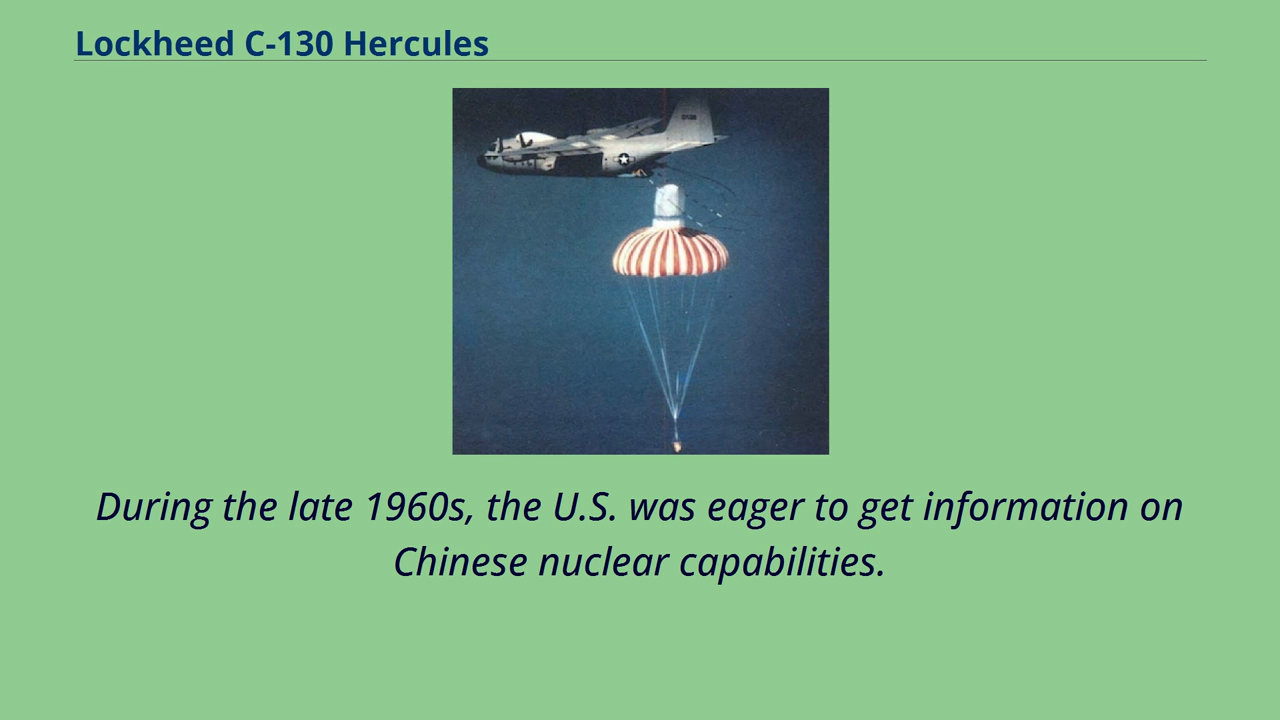 Lockheed C-130 Hercules
During the late 1960s, the U.S. was eager to get information on
Chinese nuclear capabilities.